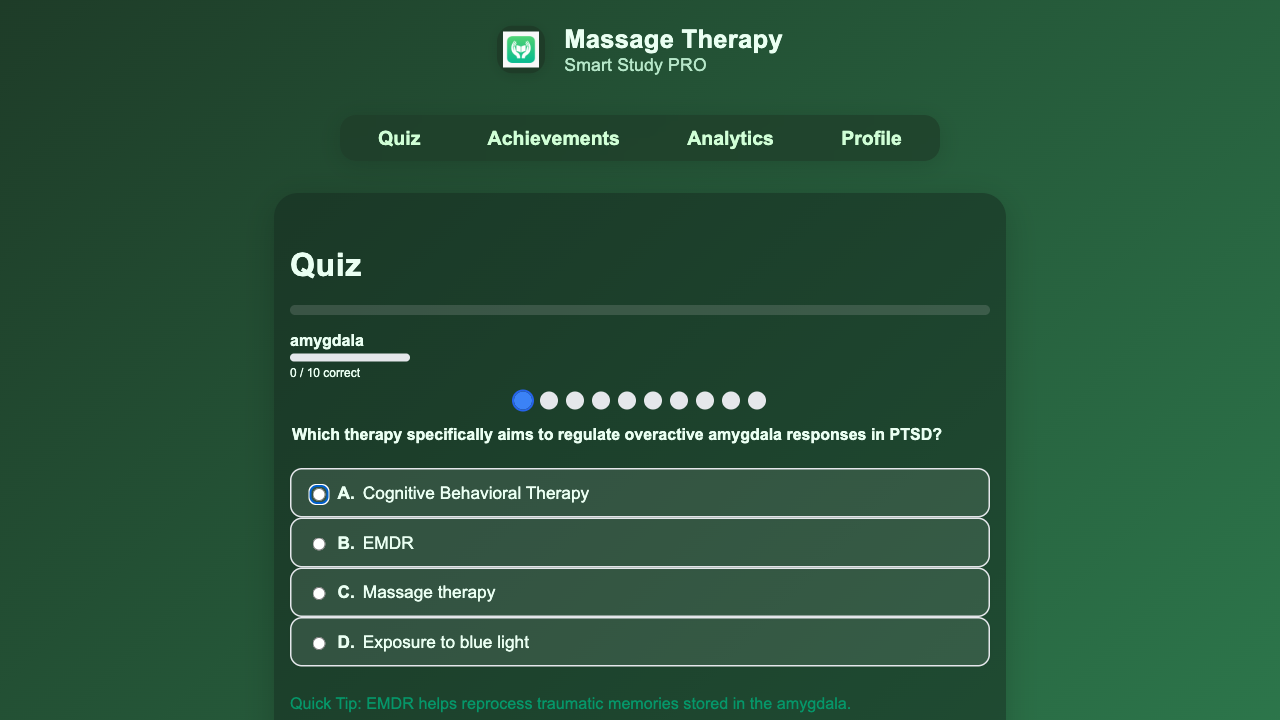 Massage Therapy
Smart Study PRO
Quiz Achievements Analytics Profile
Quiz
amygdala
0 / 10 correct
Which therapy specifically aims to regulate overactive amygdala responses in PTSD?
A. Cognitive Behavioral Therapy
B. EMDR
C. Massage therapy
D. Exposure to blue light
Quick Tip: EMDR helps reprocess traumatic memories stored in the amygdala.